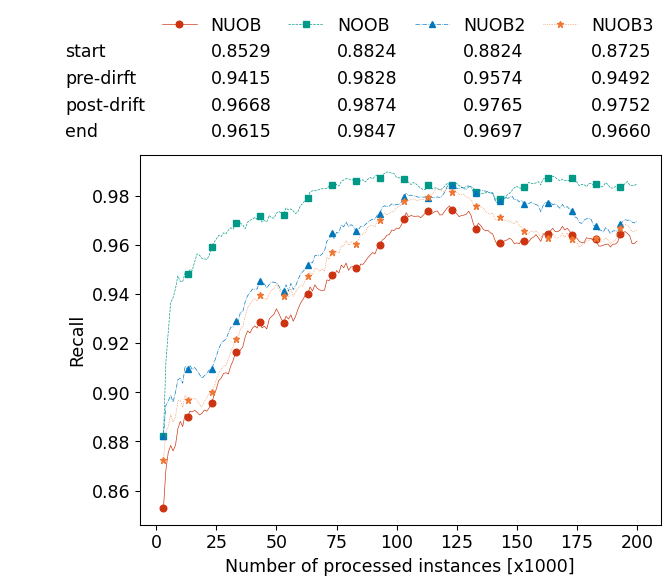 NUOB NOOB NUOB2 NUOB3
start 0.8529 0.8824 0.8824 0.8725
pre-dirft 0.9415 0.9828 0.9574 0.9492
post-drift 0.9668 0.9874 0.9765 0.9752
end 0.9615 0.9847 0.9697 0.9660
0.98
0.96
0.94
0.92
0.90
0.88
0.86
Recall
0 25 50 75 100 125 150 175 200
Number of processed instances [x1000]